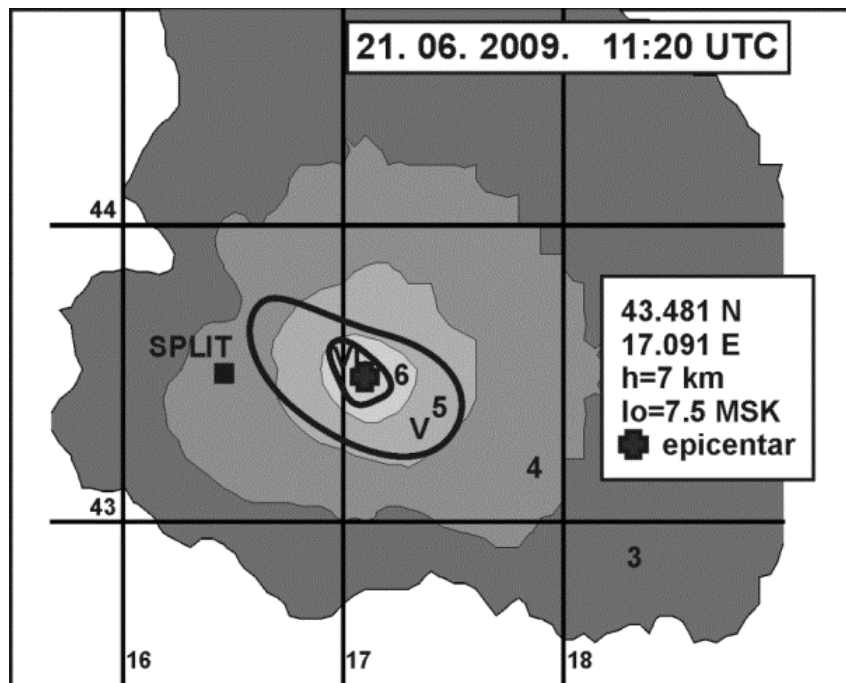 21. 06. 2009. 11:20 UTC
44
43.481 N
17.091 E
h=7 km
Io=7.5 MSK
epicentar
SPLIT
VI
6
5
V
4
43
3
16
17
18